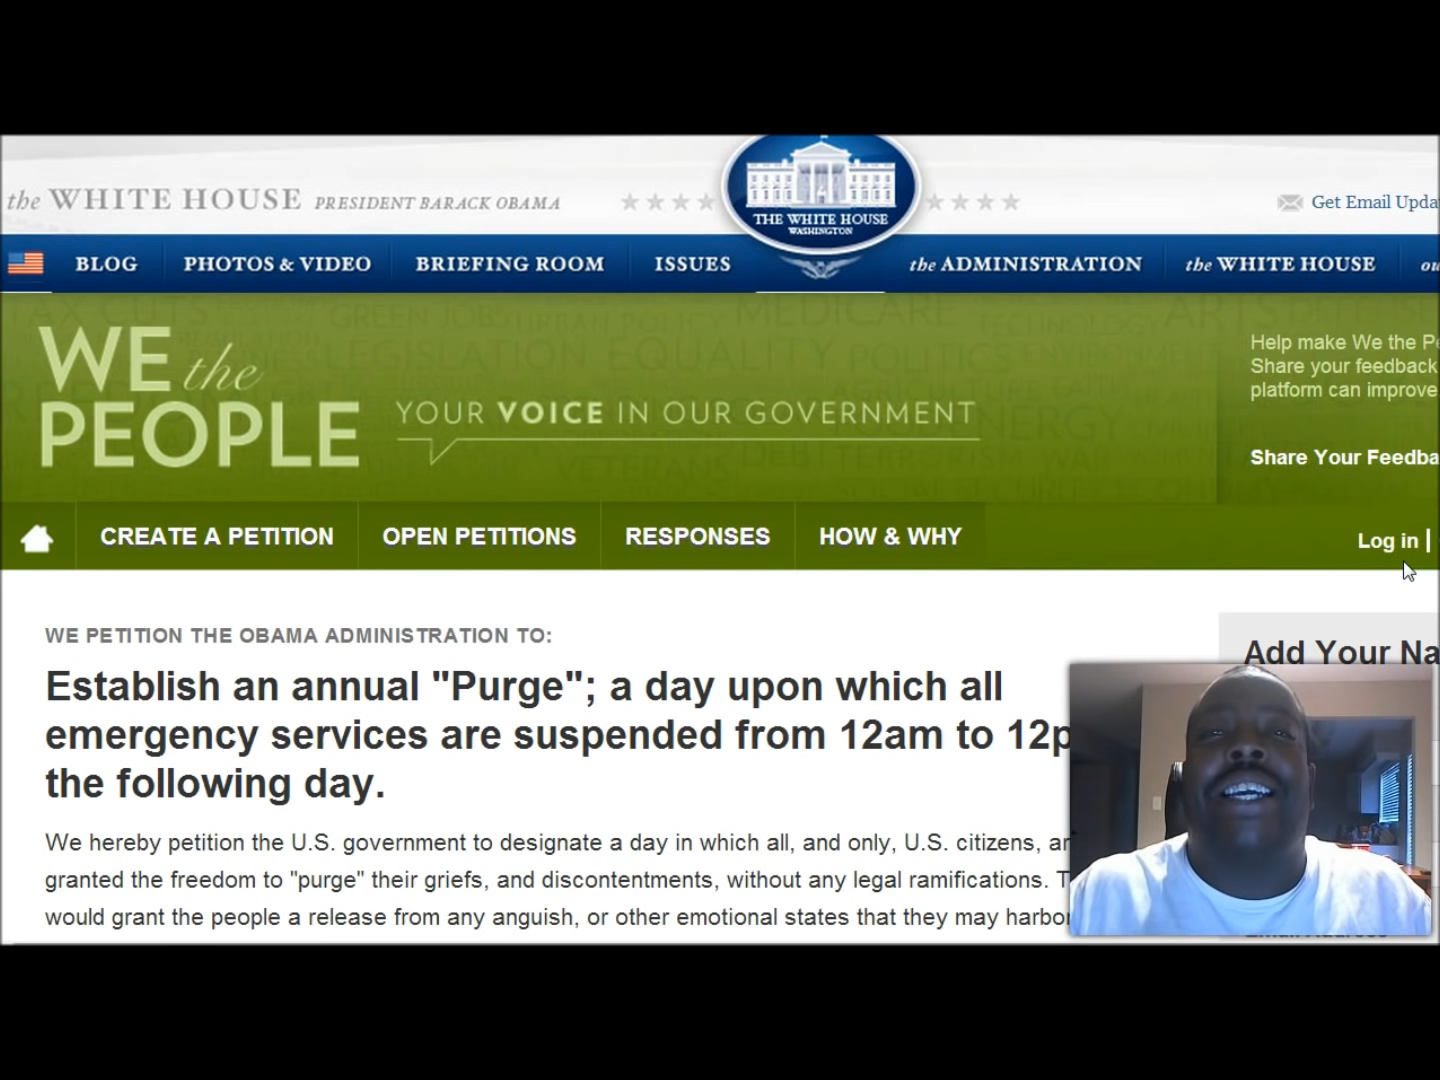 the WHITE HOUSE PRESIDENT BARACK OBAMA
THE WHITE HOUSE
WASHINGTON
Get Email Upda
BLOG PHOTOS & VIDEO BRIEFING ROOM ISSUES the ADMINISTRATION the WHITE HOUSE ou
WE the
PEOPLE
YOUR VOICE IN OUR GOVERNMENT
Help make We the Pe
Share your feedback
platform can improve
Share Your Feedba
CREATE A PETITION OPEN PETITIONS RESPONSES HOW & WHY
Log in |
WE PETITION THE OBAMA ADMINISTRATION TO:
Establish an annual "Purge"; a day upon which all
emergency services are suspended from 12am to 12p
the following day.
We hereby petition the U.S. government to designate a day in which all, and only, U.S. citizens, ar
granted the freedom to "purge" their griefs, and discontentments, without any legal ramifications. T
would grant the people a release from any anguish, or other emotional states that they may harbor
Add Your Na